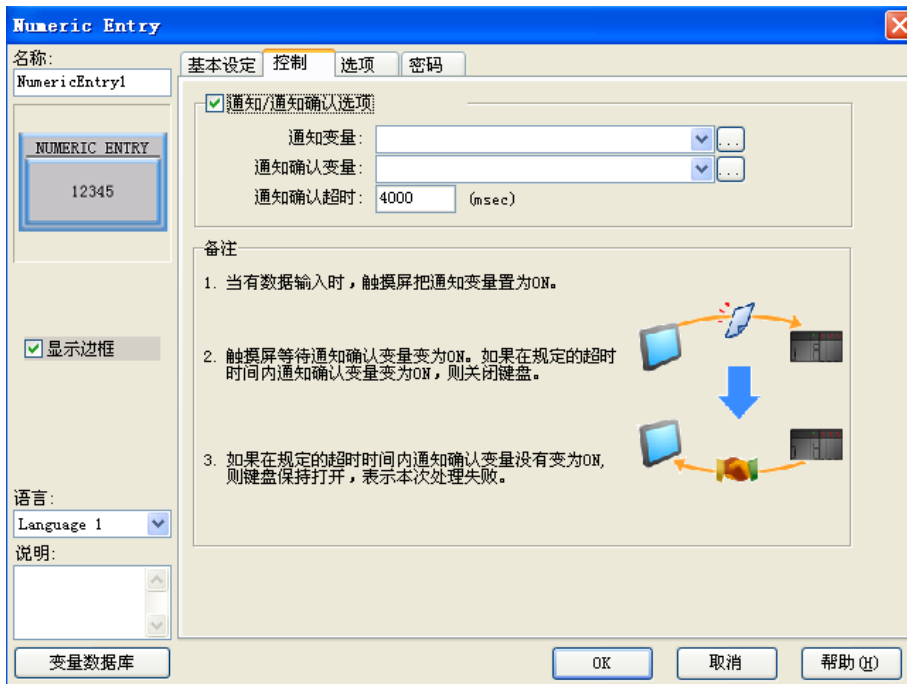 Numeric Entry
名称:
NumericEntry1
NUMERIC ENTRY
12345
显示边框
语言:
Language 1
说明:
变量数据库
基本设定 控制 选项 密码
通知/通知确认选项
通知变量: ...
通知确认变量: ...
通知确认超时: 4000 (msec)
备注
1. 当有数据输入时，触摸屏把通知变量置为ON。
2. 触摸屏等待通知确认变量变为ON。如果在规定的超时
时间内通知确认变量变为ON，则关闭键盘。
3. 如果在规定的超时时间内通知确认变量没有变为ON,
则键盘保持打开，表示本次处理失败。
OK 取消 帮助(H)